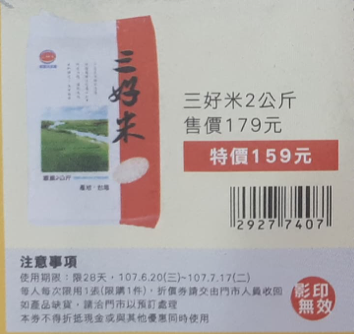 三好米
三好米2公斤
售價179元
特價159元
2927 7407
注意事項
使用期限：限28天，107.6.20(三)~107.7.17(二)
每人每次限用1張(限購1件)，折價券請交由門市人員收回
如產品缺貨，請洽門市以預訂處理
本券不得折抵現金或與其他優惠同時使用
影印
無效